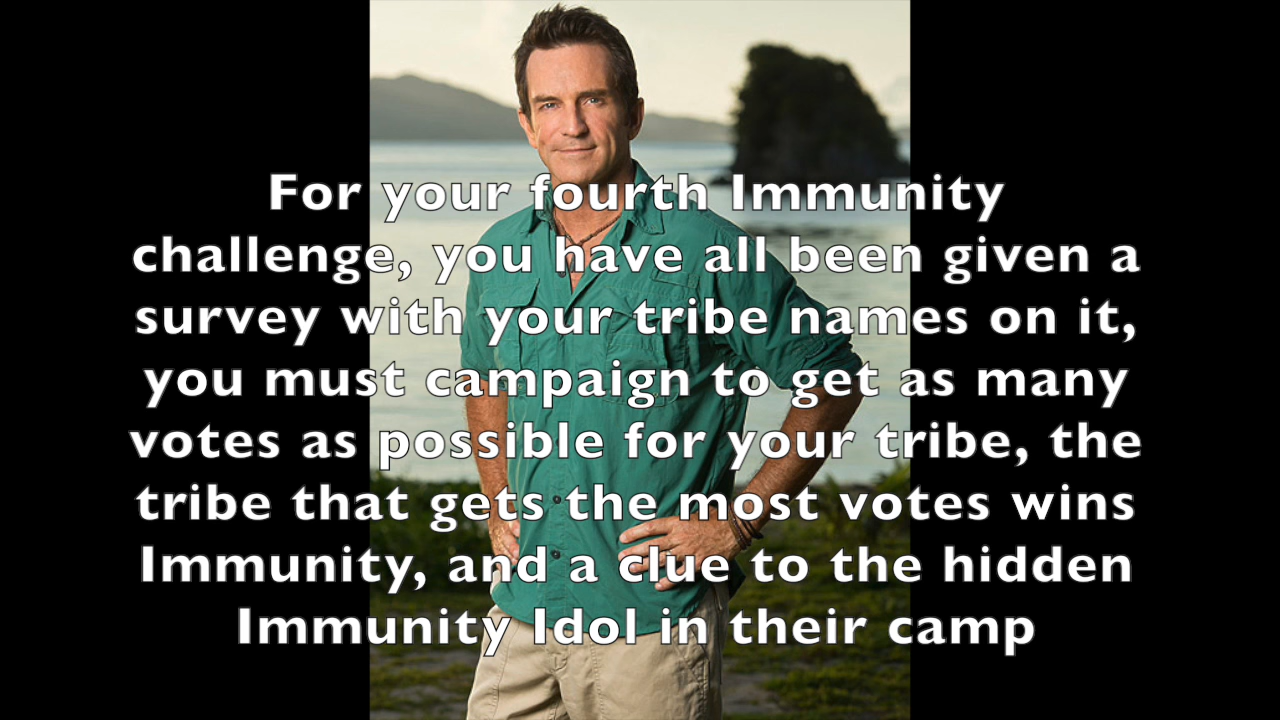 For your fourth Immunity
challenge, you have all been given a
survey with your tribe names on it,
you must campaign to get as many
votes as possible for your tribe, the
tribe that gets the most votes wins
Immunity, and a clue to the hidden
Immunity Idol in their camp